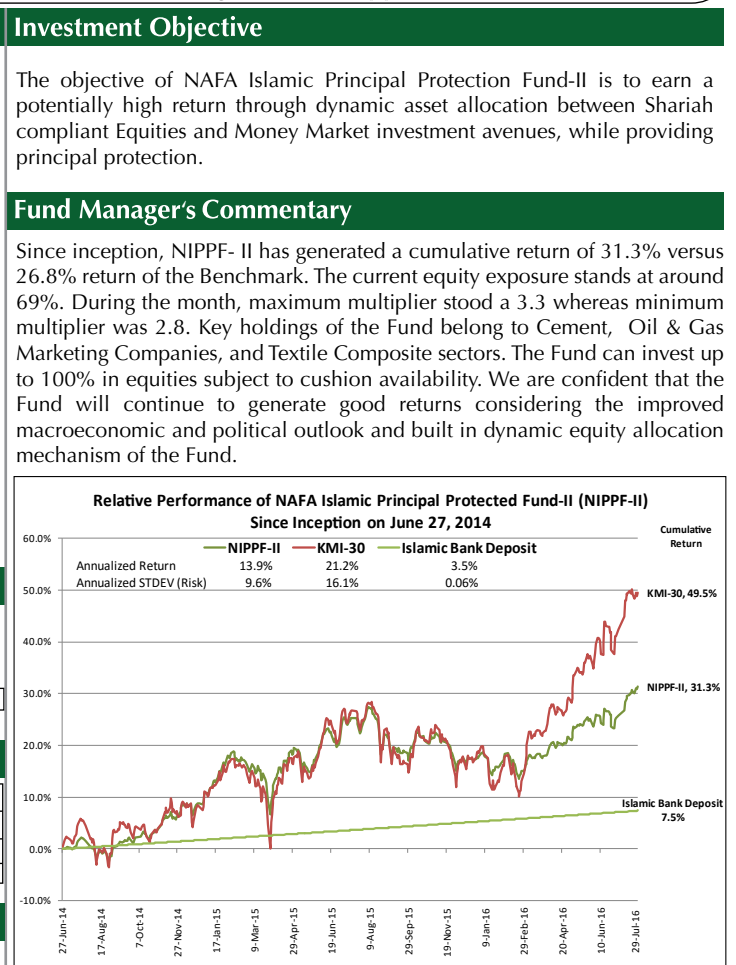 Investment Objective
The objective of NAFA Islamic Principal Protection Fund-II is to earn a
potentially high return through dynamic asset allocation between Shariah
compliant Equities and Money Market investment avenues, while providing
principal protection.
Fund Manager's Commentary
Since inception, NIPPF- II has generated a cumulative return of 31.3% versus
26.8% return of the Benchmark. The current equity exposure stands at around
69%. During the month, maximum multiplier stood a 3.3 whereas minimum
multiplier was 2.8. Key holdings of the Fund belong to Cement, Oil & Gas
Marketing Companies, and Textile Composite sectors. The Fund can invest up
to 100% in equities subject to cushion availability. We are confident that the
Fund will continue to generate good returns considering the improved
macroeconomic and political outlook and built in dynamic equity allocation
mechanism of the Fund.
Relative Performance of NAFA Islamic Principal Protected Fund-II (NIPPF-II)
Since Inception on June 27, 2014
Cumulative
Return
NIPPF-II KMI-30 Islamic Bank Deposit
Annualized Return 13.9% 21.2% 3.5%
Annualized STDEV (Risk) 9.6% 16.1% 0.06%
60.0%
50.0%
40.0%
30.0%
20.0%
10.0%
0.0%
-10.0%
KMI-30, 49.5%
NIPPF-II, 31.3%
Islamic Bank Deposit
7.5%
27-Jun-14
17-Aug-14
7-Oct-14
27-Nov-14
17-Jan-15
9-Mar-15
29-Apr-15
19-Jun-15
9-Aug-15
29-Sep-15
19-Nov-15
9-Jan-16
29-Feb-16
20-Apr-16
10-Jun-16
29-Jul-16